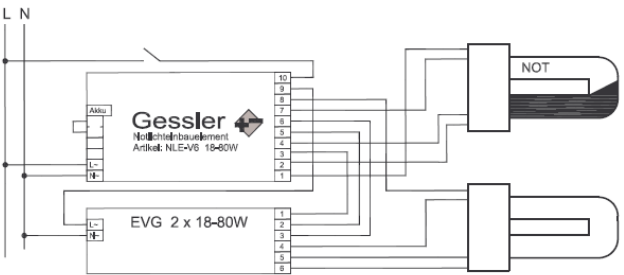 L N
NOT
10
9
8
7
6
5
4
3
2
1
Akku
Gessler
Notlichteinbauelement
Artikel: NLE-V6 18-80W
L~
N~
EVG 2 x 18-80W
L~
N~
1
2
3
4
5
6